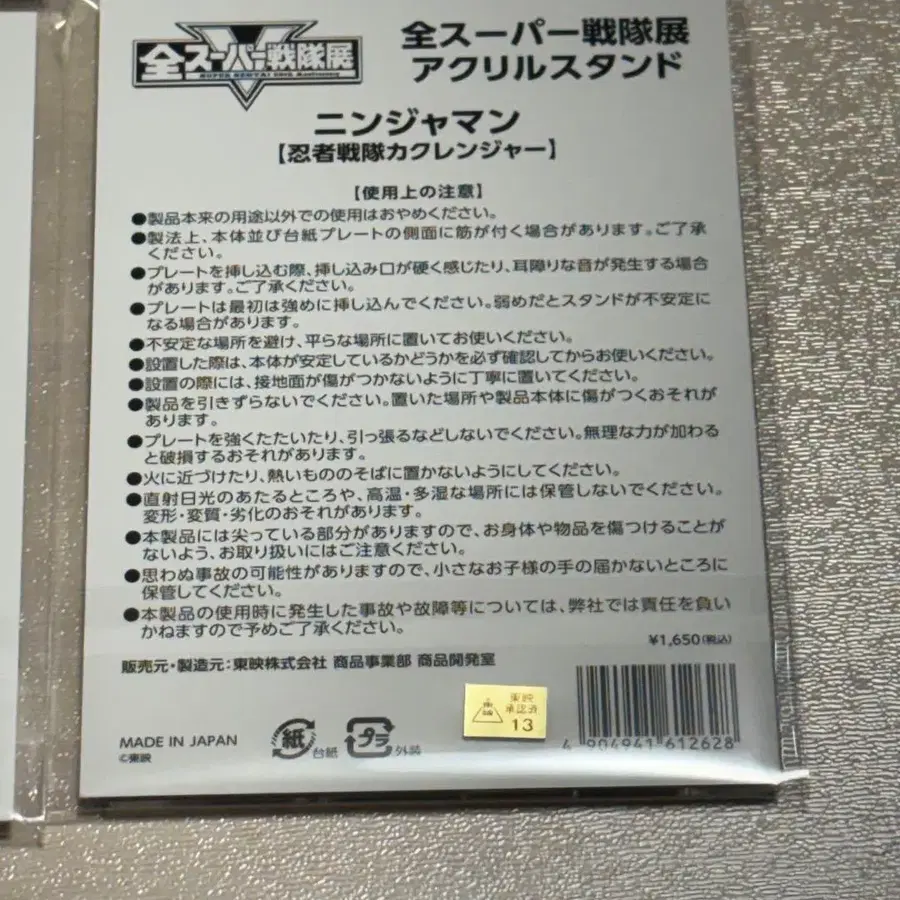 全スーパー戦隊展
SUPER SENTAI 50th Anniversary
全スーパー戦隊展
アクリルスタンド
ニンジャマン
【忍者戦隊カクレンジャー】
【使用上の注意】
●製品本来の用途以外での使用はおやめください。
●製法上、本体並び台紙プレートの側面に筋が付く場合があります。ご了承
ください。
●プレートを挿し込む際、挿し込み口が硬く感じたり、耳障りな音が発生する場合
があります。ご了承ください。
●プレートは最初は強めに挿し込んでください。弱めだとスタンドが不安定に
なる場合があります。
●不安定な場所を避け、平らな場所に置いてお使いください。
●設置した際は、本体が安定しているかどうかを必ず確認してからお使いください。
●設置の際には、接地面が傷がつかないように丁寧に置いてください。
●製品を引きずらないでください。置いた場所や製品本体に傷がつくおそれが
あります。
●プレートを強くたたいたり、引っ張るなどしないでください。無理な力が加わる
と破損するおそれがあります。
●火に近づけたり、熱いもののそばに置かないようにしてください。
●直射日光のあたるところや、高温・多湿な場所には保管しないでください。
変形・変質・劣化のおそれがあります。
●本製品には尖っている部分がありますので、お身体や物品を傷つけることが
ないよう、お取り扱いにはご注意ください。
●思わぬ事故の可能性がありますので、小さなお子様の手の届かないところに
保管してください。
●本製品の使用時に発生した事故や故障等については、弊社では責任を負い
かねますので予めご了承ください。
¥1,650(税込)
販売元・製造元:東映株式会社 商品事業部 商品開発室
東映
東映
承認済
13
4 904941 612628
MADE IN JAPAN
©東映
紙
台紙
プラ
外装